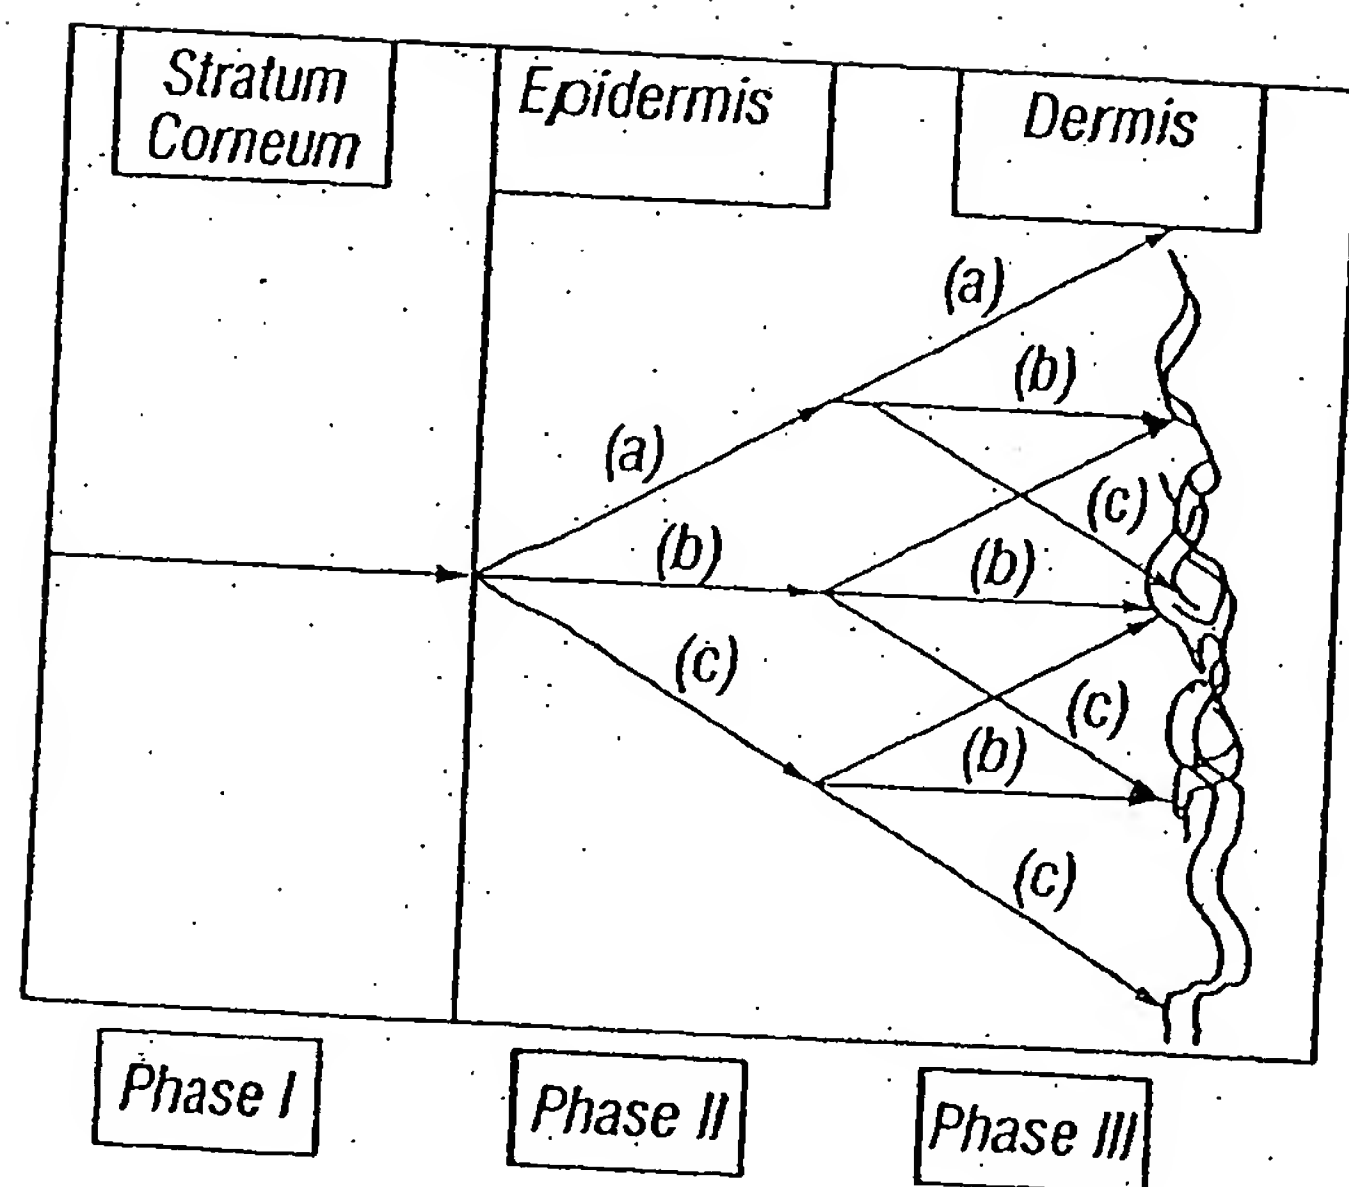 Stratum
Corneum
Epidermis
Dermis
(a)
(b)
(a)
(c)
(b)
(b)
(c)
(c)
(b)
(c)
Phase I
Phase II
Phase III